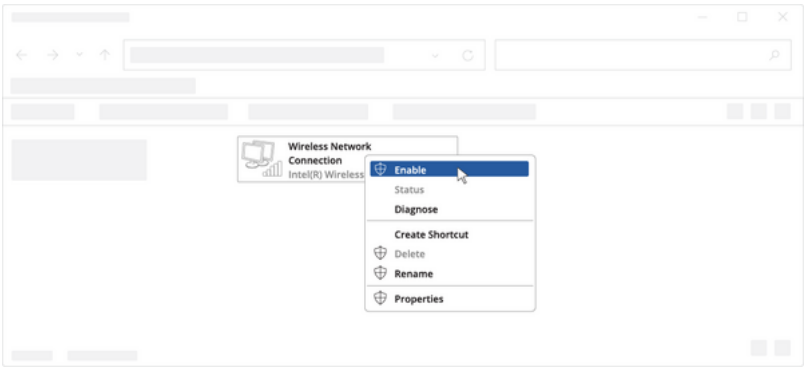 Wireless Network
Connection
Intel(R) Wireless
Enable
Status
Diagnose
Create Shortcut
Delete
Rename
Properties